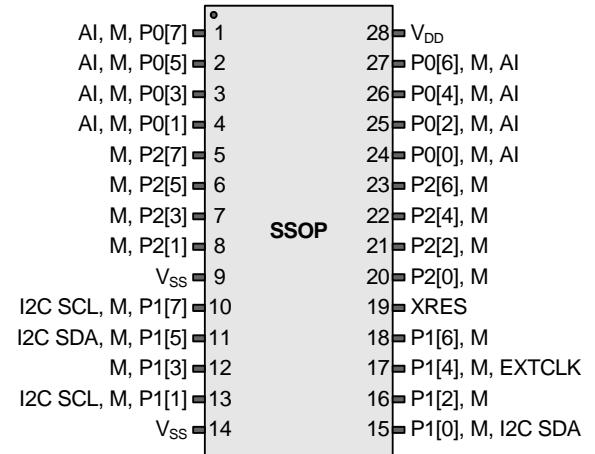 AI, M, P0[7] 1 28 VDD
AI, M, P0[5] 2 27 P0[6], M, AI
AI, M, P0[3] 3 26 P0[4], M, AI
AI, M, P0[1] 4 25 P0[2], M, AI
M, P2[7] 5 24 P0[0], M, AI
M, P2[5] 6 23 P2[6], M
M, P2[3] 7 22 P2[4], M
SSOP
M, P2[1] 8 21 P2[2], M
VSS 9 20 P2[0], M
I2C SCL, M, P1[7] 10 19 XRES
I2C SDA, M, P1[5] 11 18 P1[6], M
M, P1[3] 12 17 P1[4], M, EXTCLK
I2C SCL, M, P1[1] 13 16 P1[2], M
VSS 14 15 P1[0], M, I2C SDA